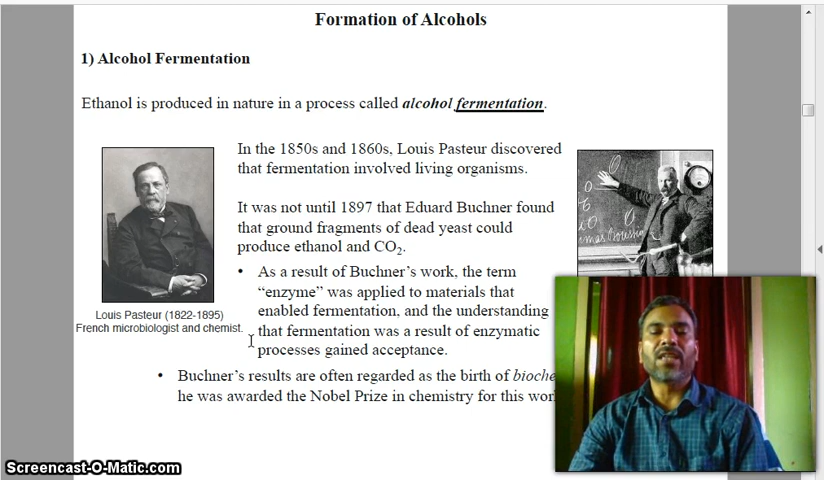 Formation of Alcohols
1) Alcohol Fermentation
Ethanol is produced in nature in a process called alcohol fermentation.
In the 1850s and 1860s, Louis Pasteur discovered
that fermentation involved living organisms.
It was not until 1897 that Eduard Buchner found
that ground fragments of dead yeast could
produce ethanol and CO₂.
• As a result of Buchner's work, the term
"enzyme" was applied to materials that
enabled fermentation, and the understanding
that fermentation was a result of enzymatic
processes gained acceptance.
Louis Pasteur (1822-1895)
French microbiologist and chemist.
• Buchner's results are often regarded as the birth of
he was awarded the Nobel Prize in chemistry for this
Screencast-O-Matic.com